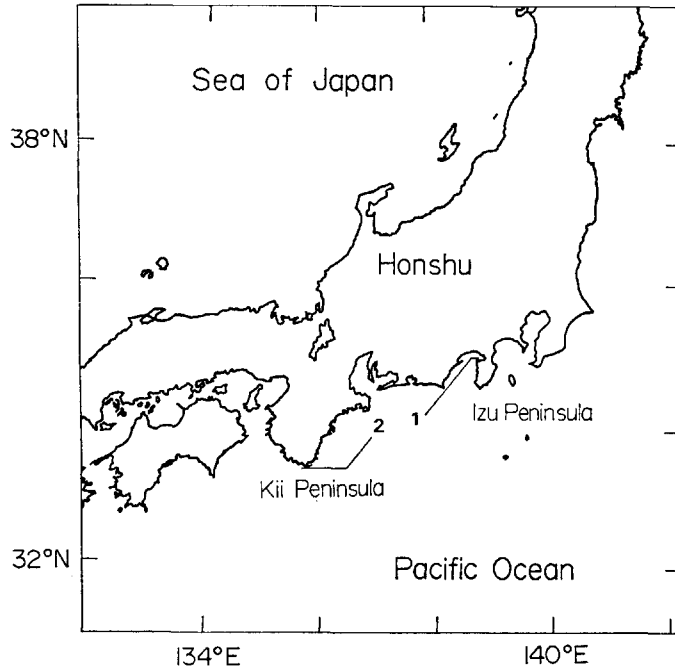 Sea of Japan
38°N
Honshu
Izu Peninsula
1
2
Kii Peninsula
32°N
Pacific Ocean
134°E
140°E